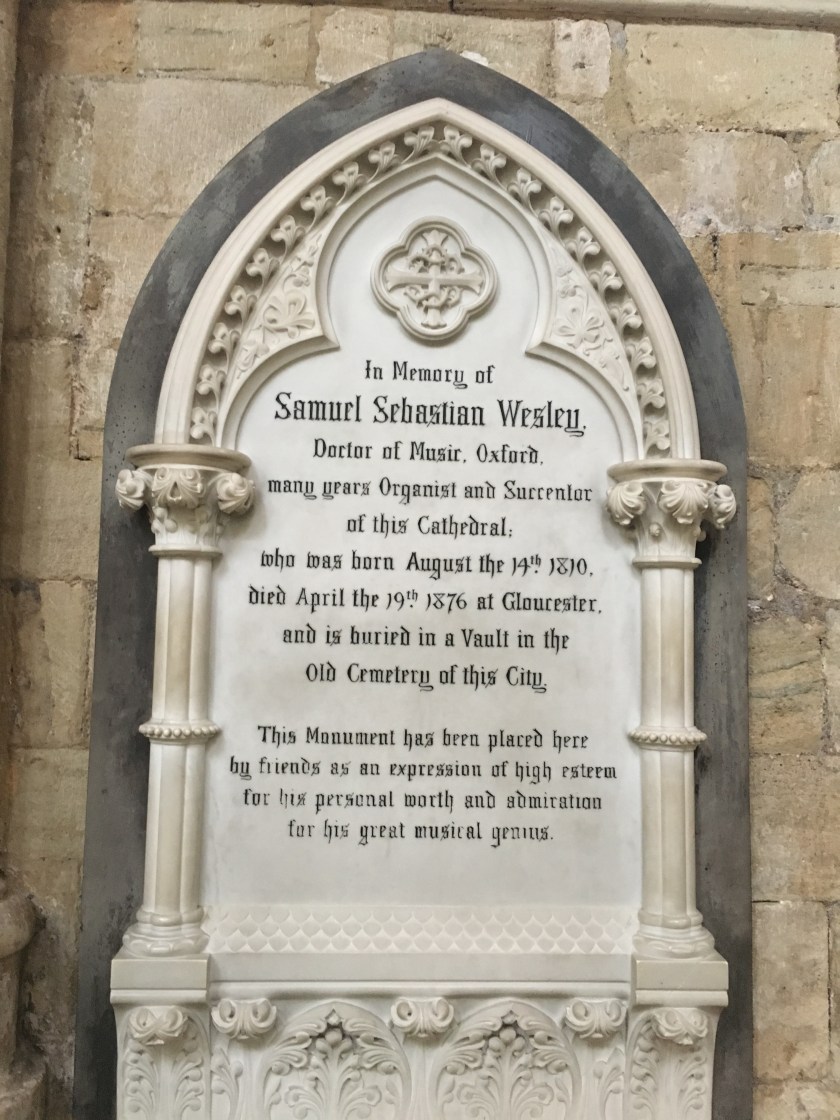 In Memory of
Samuel Sebastian Wesley,
Doctor of Music, Oxford,
many years Organist and Succentor
of this Cathedral;
who was born August the 14th 1810,
died April the 19th 1876 at Gloucester,
and is buried in a Vault in the
Old Cemetery of this City.
This Monument has been placed here
by friends as an expression of high esteem
for his personal worth and admiration
for his great musical genius.